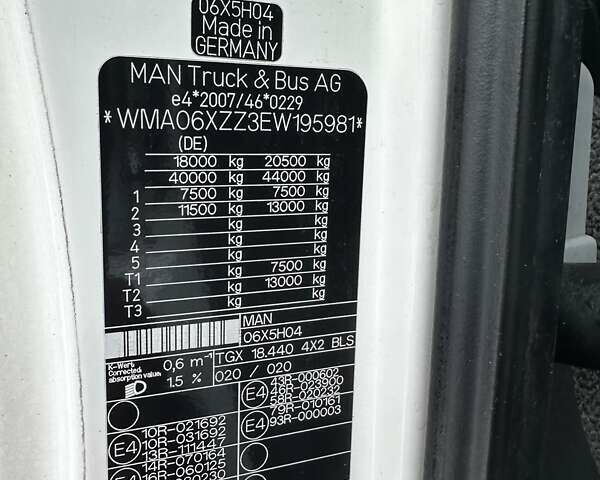 06X5H04
Made in
GERMANY
MAN Truck & Bus AG
e4*2007/46*0229
*WMA06XZZ3EW195981*
(DE)
18000 kg 20500 kg
40000 kg 44000 kg
1 7500 kg 7500 kg
2 11500 kg 13000 kg
3 kg kg
4 kg kg
5 kg kg
T1 kg 7500 kg
T2 kg 13000 kg
T3 kg kg
MAN
06X5H04
TGX 18.440 4X2 BLS
020 / 020
K-Wert
Corrected
absorption value
0,6 m⁻¹
1.5 %
E4
43R-000602
46R-023900
58R-020232
79R-010161
93R-000003
E4
10R-021692
10R-031692
13R-111447
14R-070164
16R-060125